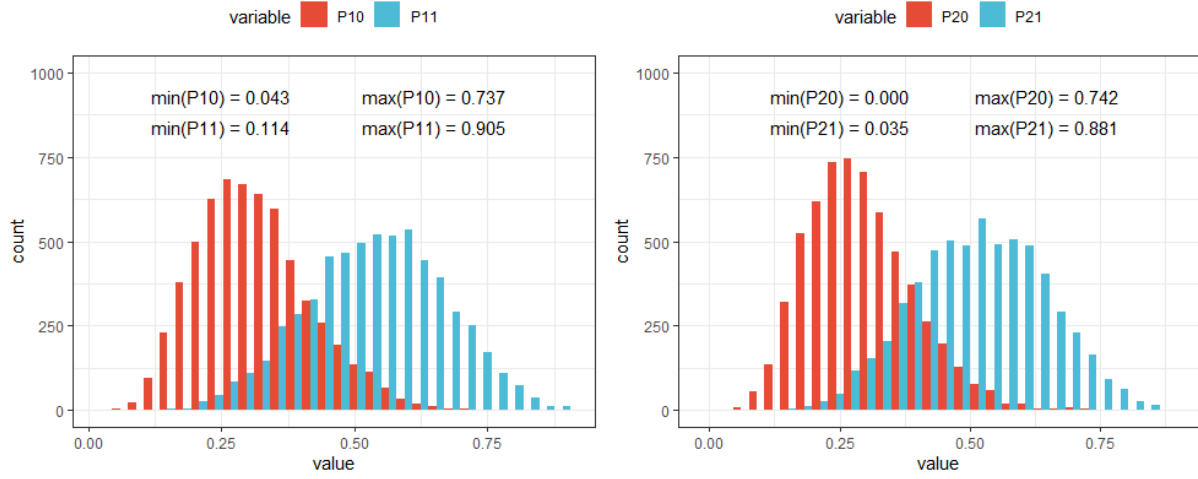 variable P10 P11
1000
min(P10) = 0.043 max(P10) = 0.737
min(P11) = 0.114 max(P11) = 0.905
750
count
500
250
0
0.00 0.25 0.50 0.75
value
variable P20 P21
1000
min(P20) = 0.000 max(P20) = 0.742
min(P21) = 0.035 max(P21) = 0.881
750
count
500
250
0
0.00 0.25 0.50 0.75
value